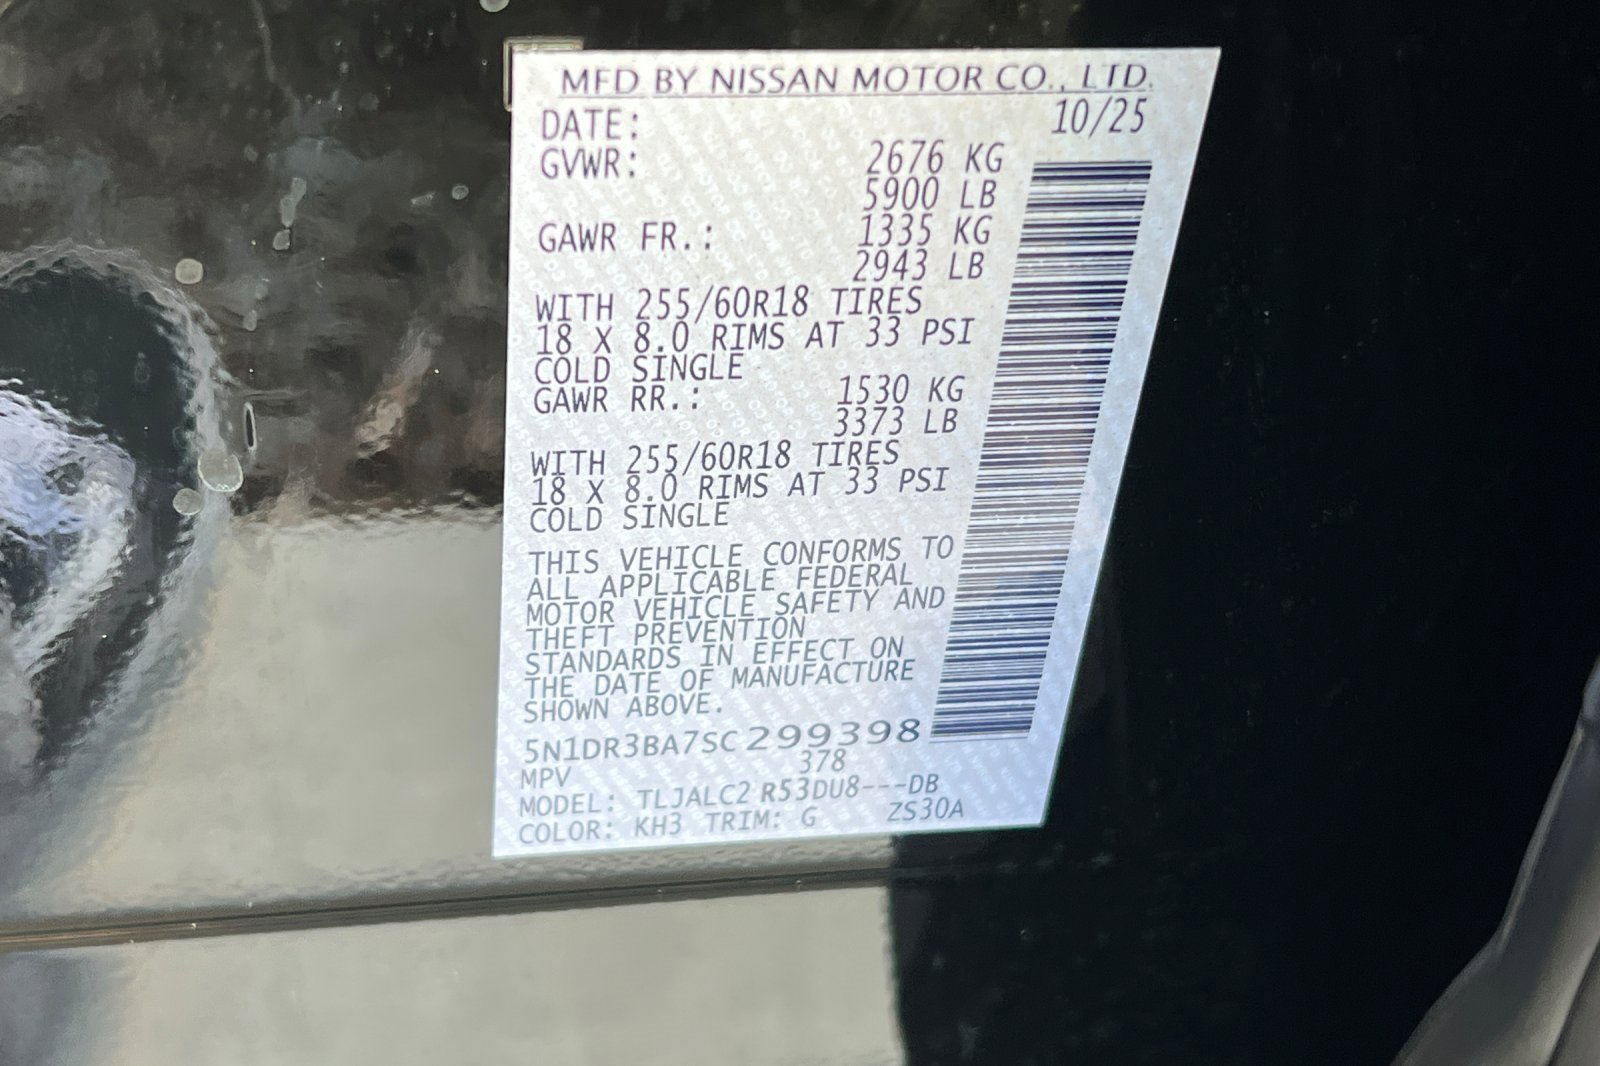 MFD BY NISSAN MOTOR CO., LTD.
DATE: 10/25
GVWR: 2676 KG
5900 LB
GAWR FR.: 1335 KG
2943 LB
WITH 255/60R18 TIRES
18 X 8.0 RIMS AT 33 PSI
COLD SINGLE
GAWR RR.: 1530 KG
3373 LB
WITH 255/60R18 TIRES
18 X 8.0 RIMS AT 33 PSI
COLD SINGLE
THIS VEHICLE CONFORMS TO
ALL APPLICABLE FEDERAL
MOTOR VEHICLE SAFETY AND
THEFT PREVENTION
STANDARDS IN EFFECT ON
THE DATE OF MANUFACTURE
SHOWN ABOVE.
5N1DR3BA7SC299398
MPV 378
MODEL: TLJALC2 R53DU8---DB
COLOR: KH3 TRIM: G ZS30A